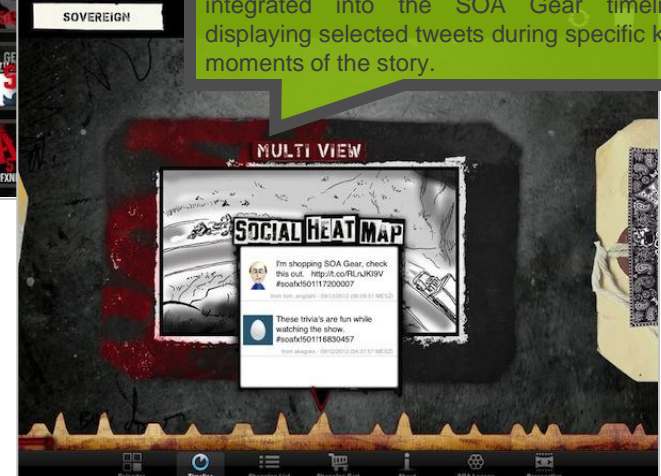 SOVEREIGN
integrated into the SOA Gear
displaying selected tweets during specific
moments of the story.
MULTI VIEW
SOCIAL HEAT MAP
I'm shopping SOA Gear, check
this out. http://t.co/RLnJKI9V
#soafx!501!17200007
These trivia's are fun while
watching the show.
#soafx!501!16830457
Timeline